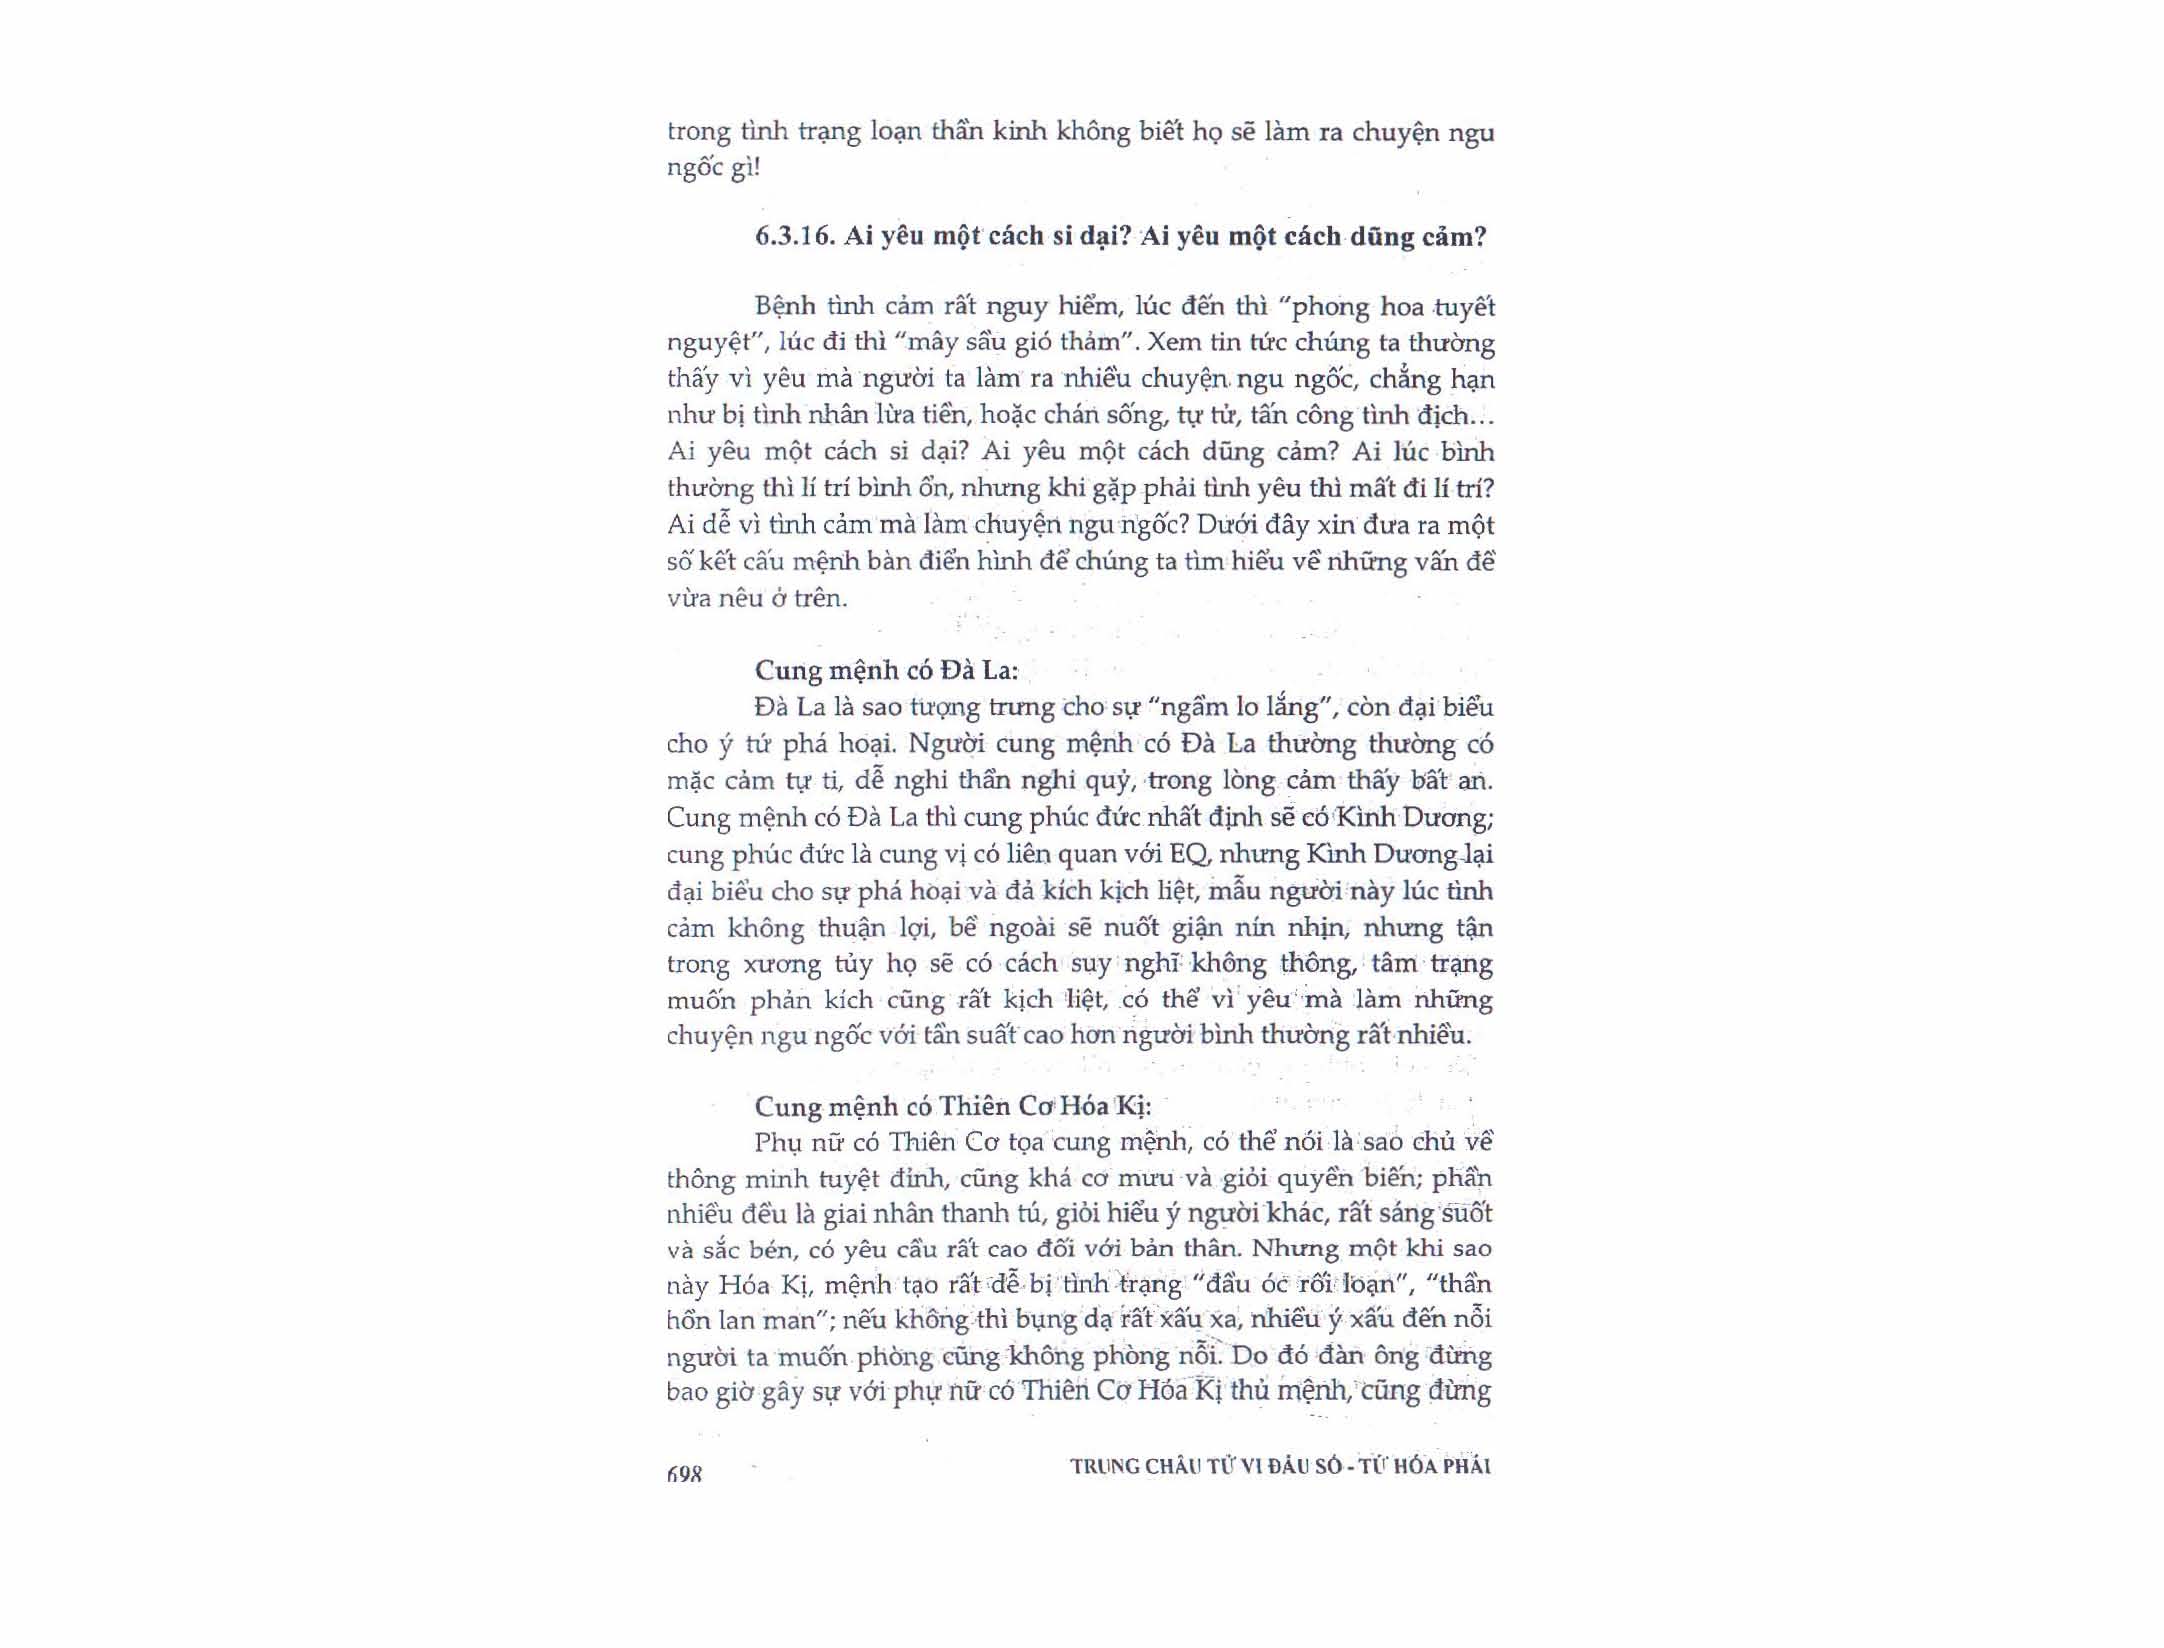 trong tình trạng loạn thần kinh không biết họ sẽ làm ra chuyện ngu
ngốc gì!
6.3.16. Ai yêu một cách si dại? Ai yêu một cách dũng cảm?
Bệnh tình cảm rất nguy hiểm, lúc đến thì "phong hoa tuyết
nguyệt", lúc đi thì "mây sầu gió thảm". Xem tin tức chúng ta thường
thấy vì yêu mà người ta làm ra nhiều chuyện ngu ngốc, chẳng hạn
như bị tình nhân lừa tiền, hoặc chán sống, tự tử, tấn công tình địch...
Ai yêu một cách si dại? Ai yêu một cách dũng cảm? Ai lúc bình
thường thì lí trí bình ổn, nhưng khi gặp phải tình yêu thì mất đi lí trí?
Ai dễ vì tình cảm mà làm chuyện ngu ngốc? Dưới đây xin đưa ra một
số kết cấu mệnh bàn điển hình để chúng ta tìm hiểu về những vấn đề
vừa nêu ở trên.
Cung mệnh có Đà La:
Đà La là sao tượng trưng cho sự "ngầm lo lắng", còn đại biểu
cho ý tứ phá hoại. Người cung mệnh có Đà La thường thường có
mặc cảm tự ti, dễ nghi thần nghi quỷ, trong lòng cảm thấy bất an.
Cung mệnh có Đà La thì cung phúc đức nhất định sẽ có Kình Dương;
cung phúc đức là cung vị có liên quan với EQ, nhưng Kình Dương lại
đại biểu cho sự phá hoại và đả kích kịch liệt, mẫu người này lúc tình
cảm không thuận lợi, bề ngoài sẽ nuốt giận nín nhịn, nhưng tận
trong xương tủy họ sẽ có cách suy nghĩ không thông, tâm trạng
muốn phản kích cũng rất kịch liệt, có thể vì yêu mà làm những
chuyện ngu ngốc với tần suất cao hơn người bình thường rất nhiều.
Cung mệnh có Thiên Cơ Hóa Kị:
Phụ nữ có Thiên Cơ tọa cung mệnh, có thể nói là sao chủ về
thông minh tuyệt đỉnh, cũng khá cơ mưu và giỏi quyền biến; phần
nhiều đều là giai nhân thanh tú, giỏi hiểu ý người khác, rất sáng suốt
và sắc bén, có yêu cầu rất cao đối với bản thân. Nhưng một khi sao
này Hóa Kị, mệnh tạo rất dễ bị tình trạng "đầu óc rối loạn", "thần
hồn lan man"; nếu không thì bụng dạ rất xấu xa, nhiều ý xấu đến nỗi
người ta muốn phòng cũng không phòng nỗi. Do đó đàn ông đừng
bao giờ gây sự với phụ nữ có Thiên Cơ Hóa Kị thủ mệnh, cũng đừng
698
TRUNG CHÂU TỬ VI ĐẨU SỐ - TỨ HÓA PHÁI